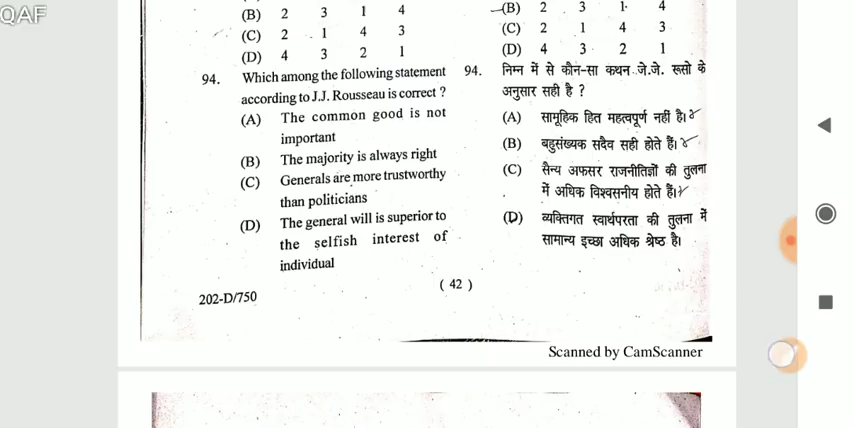 QAF
(B) 2 3 1 4
(C) 2 1 4 3
(D) 4 3 2 1
94. Which among the following statement
according to J.J. Rousseau is correct ?
(A) The common good is not
important
(B) The majority is always right
(C) Generals are more trustworthy
than politicians
(D) The general will is superior to
the selfish interest of
individual
202-D/750
(B) 2 3 1 4
(C) 2 1 4 3
(D) 4 3 2 1
94. निम्न में से कौन-सा कथन जे.जे. रूसो के
अनुसार सही है ?
(A) सामूहिक हित महत्वपूर्ण नहीं है।
(B) बहुसंख्यक सदैव सही होते हैं।
(C) सैन्य अफसर राजनीतिज्ञों की तुलना
में अधिक विश्वसनीय होते हैं।
(D) व्यक्तिगत स्वार्थपरता की तुलना में
सामान्य इच्छा अधिक श्रेष्ठ है।
( 42 )
Scanned by CamScanner